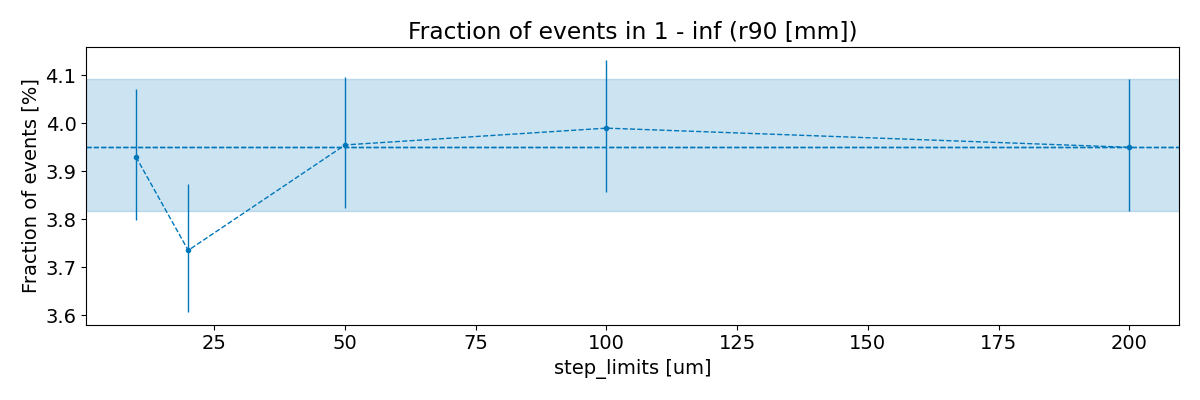 Fraction of events in 1 - inf (r90 [mm])
Fraction of events [%]
4.1
4.0
3.9
3.8
3.7
3.6
25 50 75 100 125 150 175 200
step_limits [um]